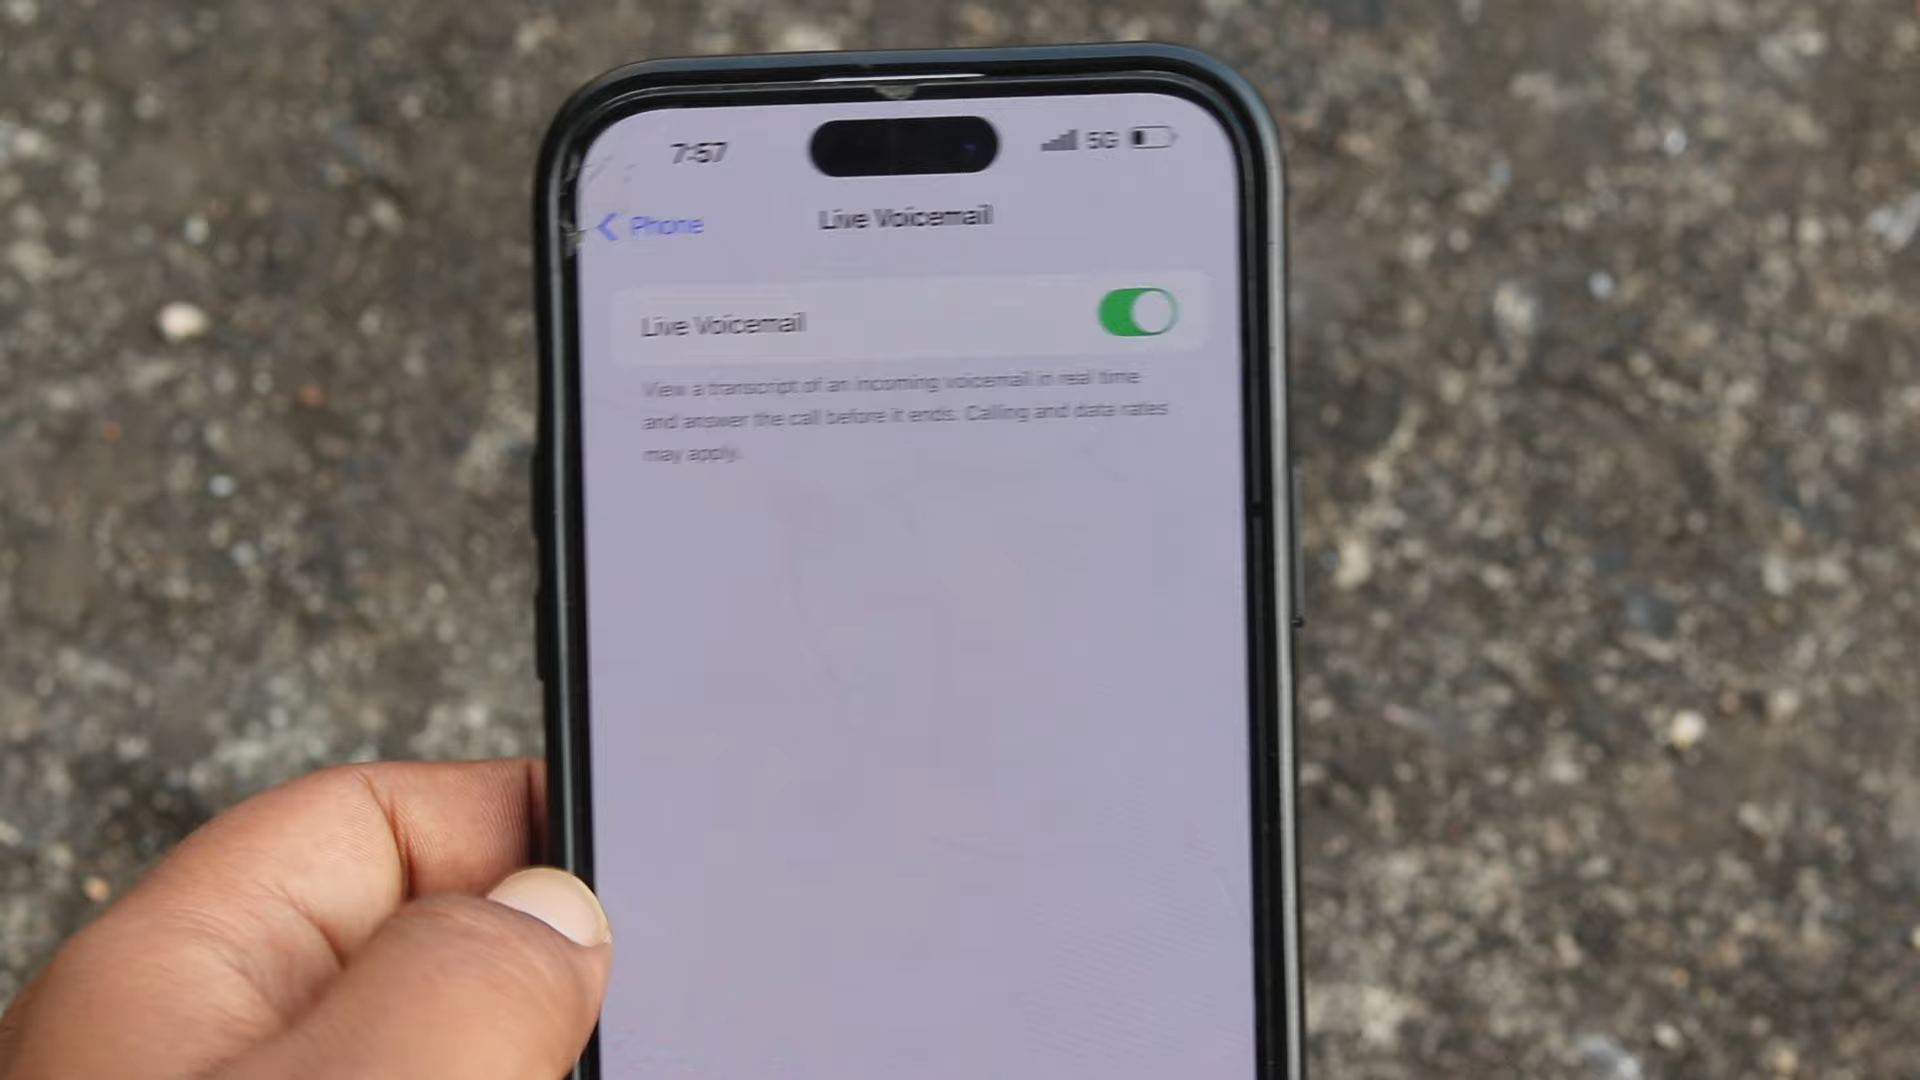 7:57
5G
Phone
Live Voicemail
Live Voicemail
View a transcript of an incoming voicemail in real time
and answer the call before it ends. Calling and data rates
may apply.